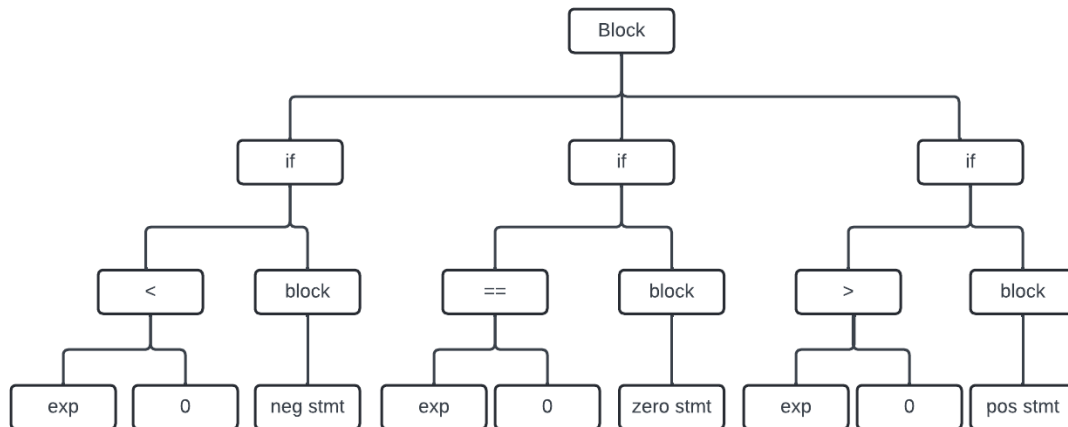 Block
if
if
if
<
block
==
block
>
block
exp
0
neg stmt
exp
0
zero stmt
exp
0
pos stmt